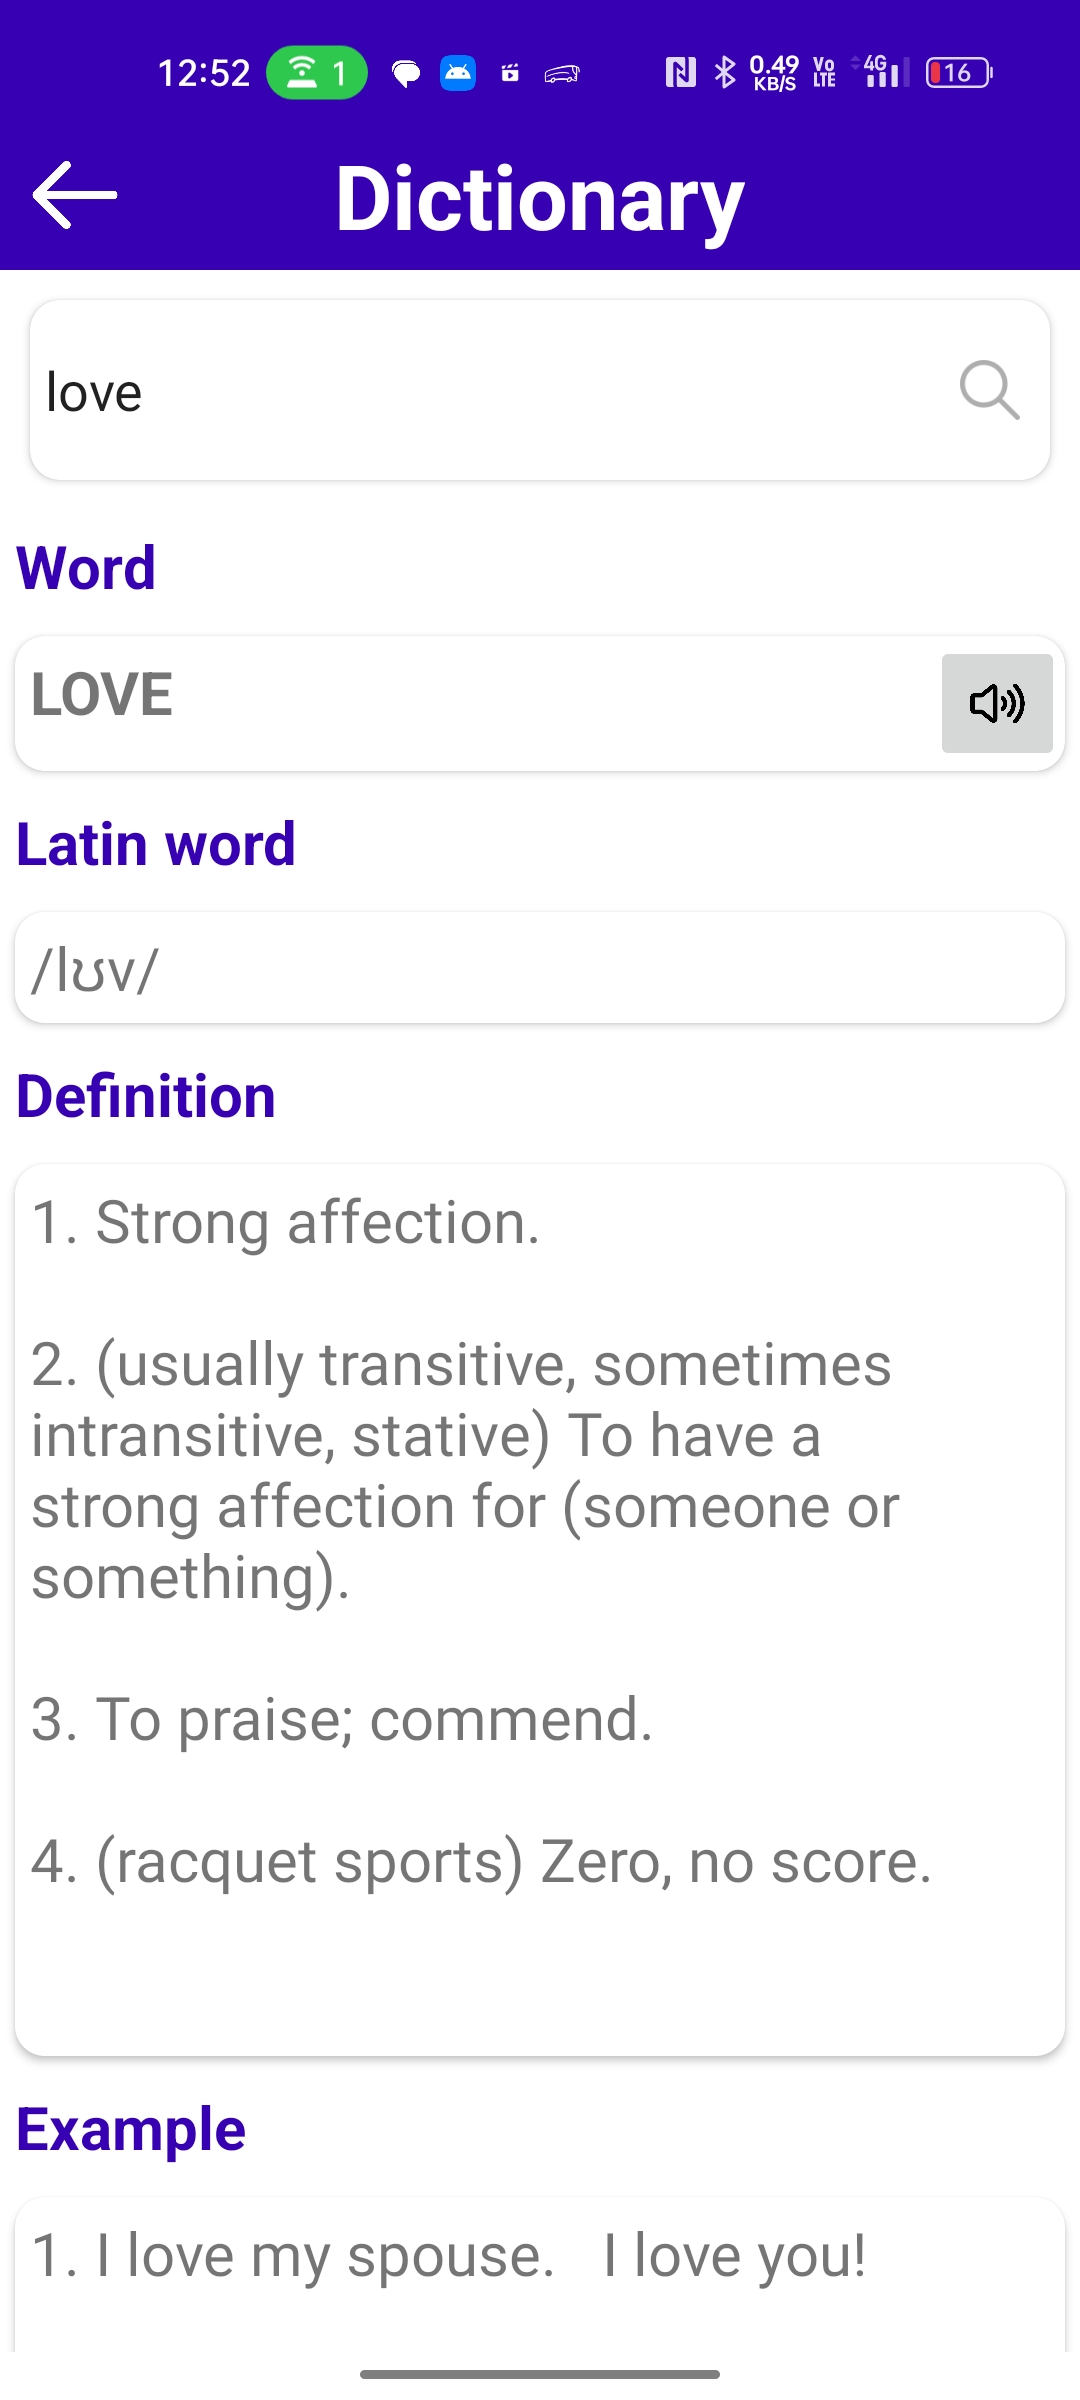 12:52 1 0.49 KB/S Vo LTE 4G 16
Dictionary
love
Word
LOVE
Latin word
/lʊv/
Definition
1. Strong affection.
2. (usually transitive, sometimes
intransitive, stative) To have a
strong affection for (someone or
something).
3. To praise; commend.
4. (racquet sports) Zero, no score.
Example
1. I love my spouse.   I love you!